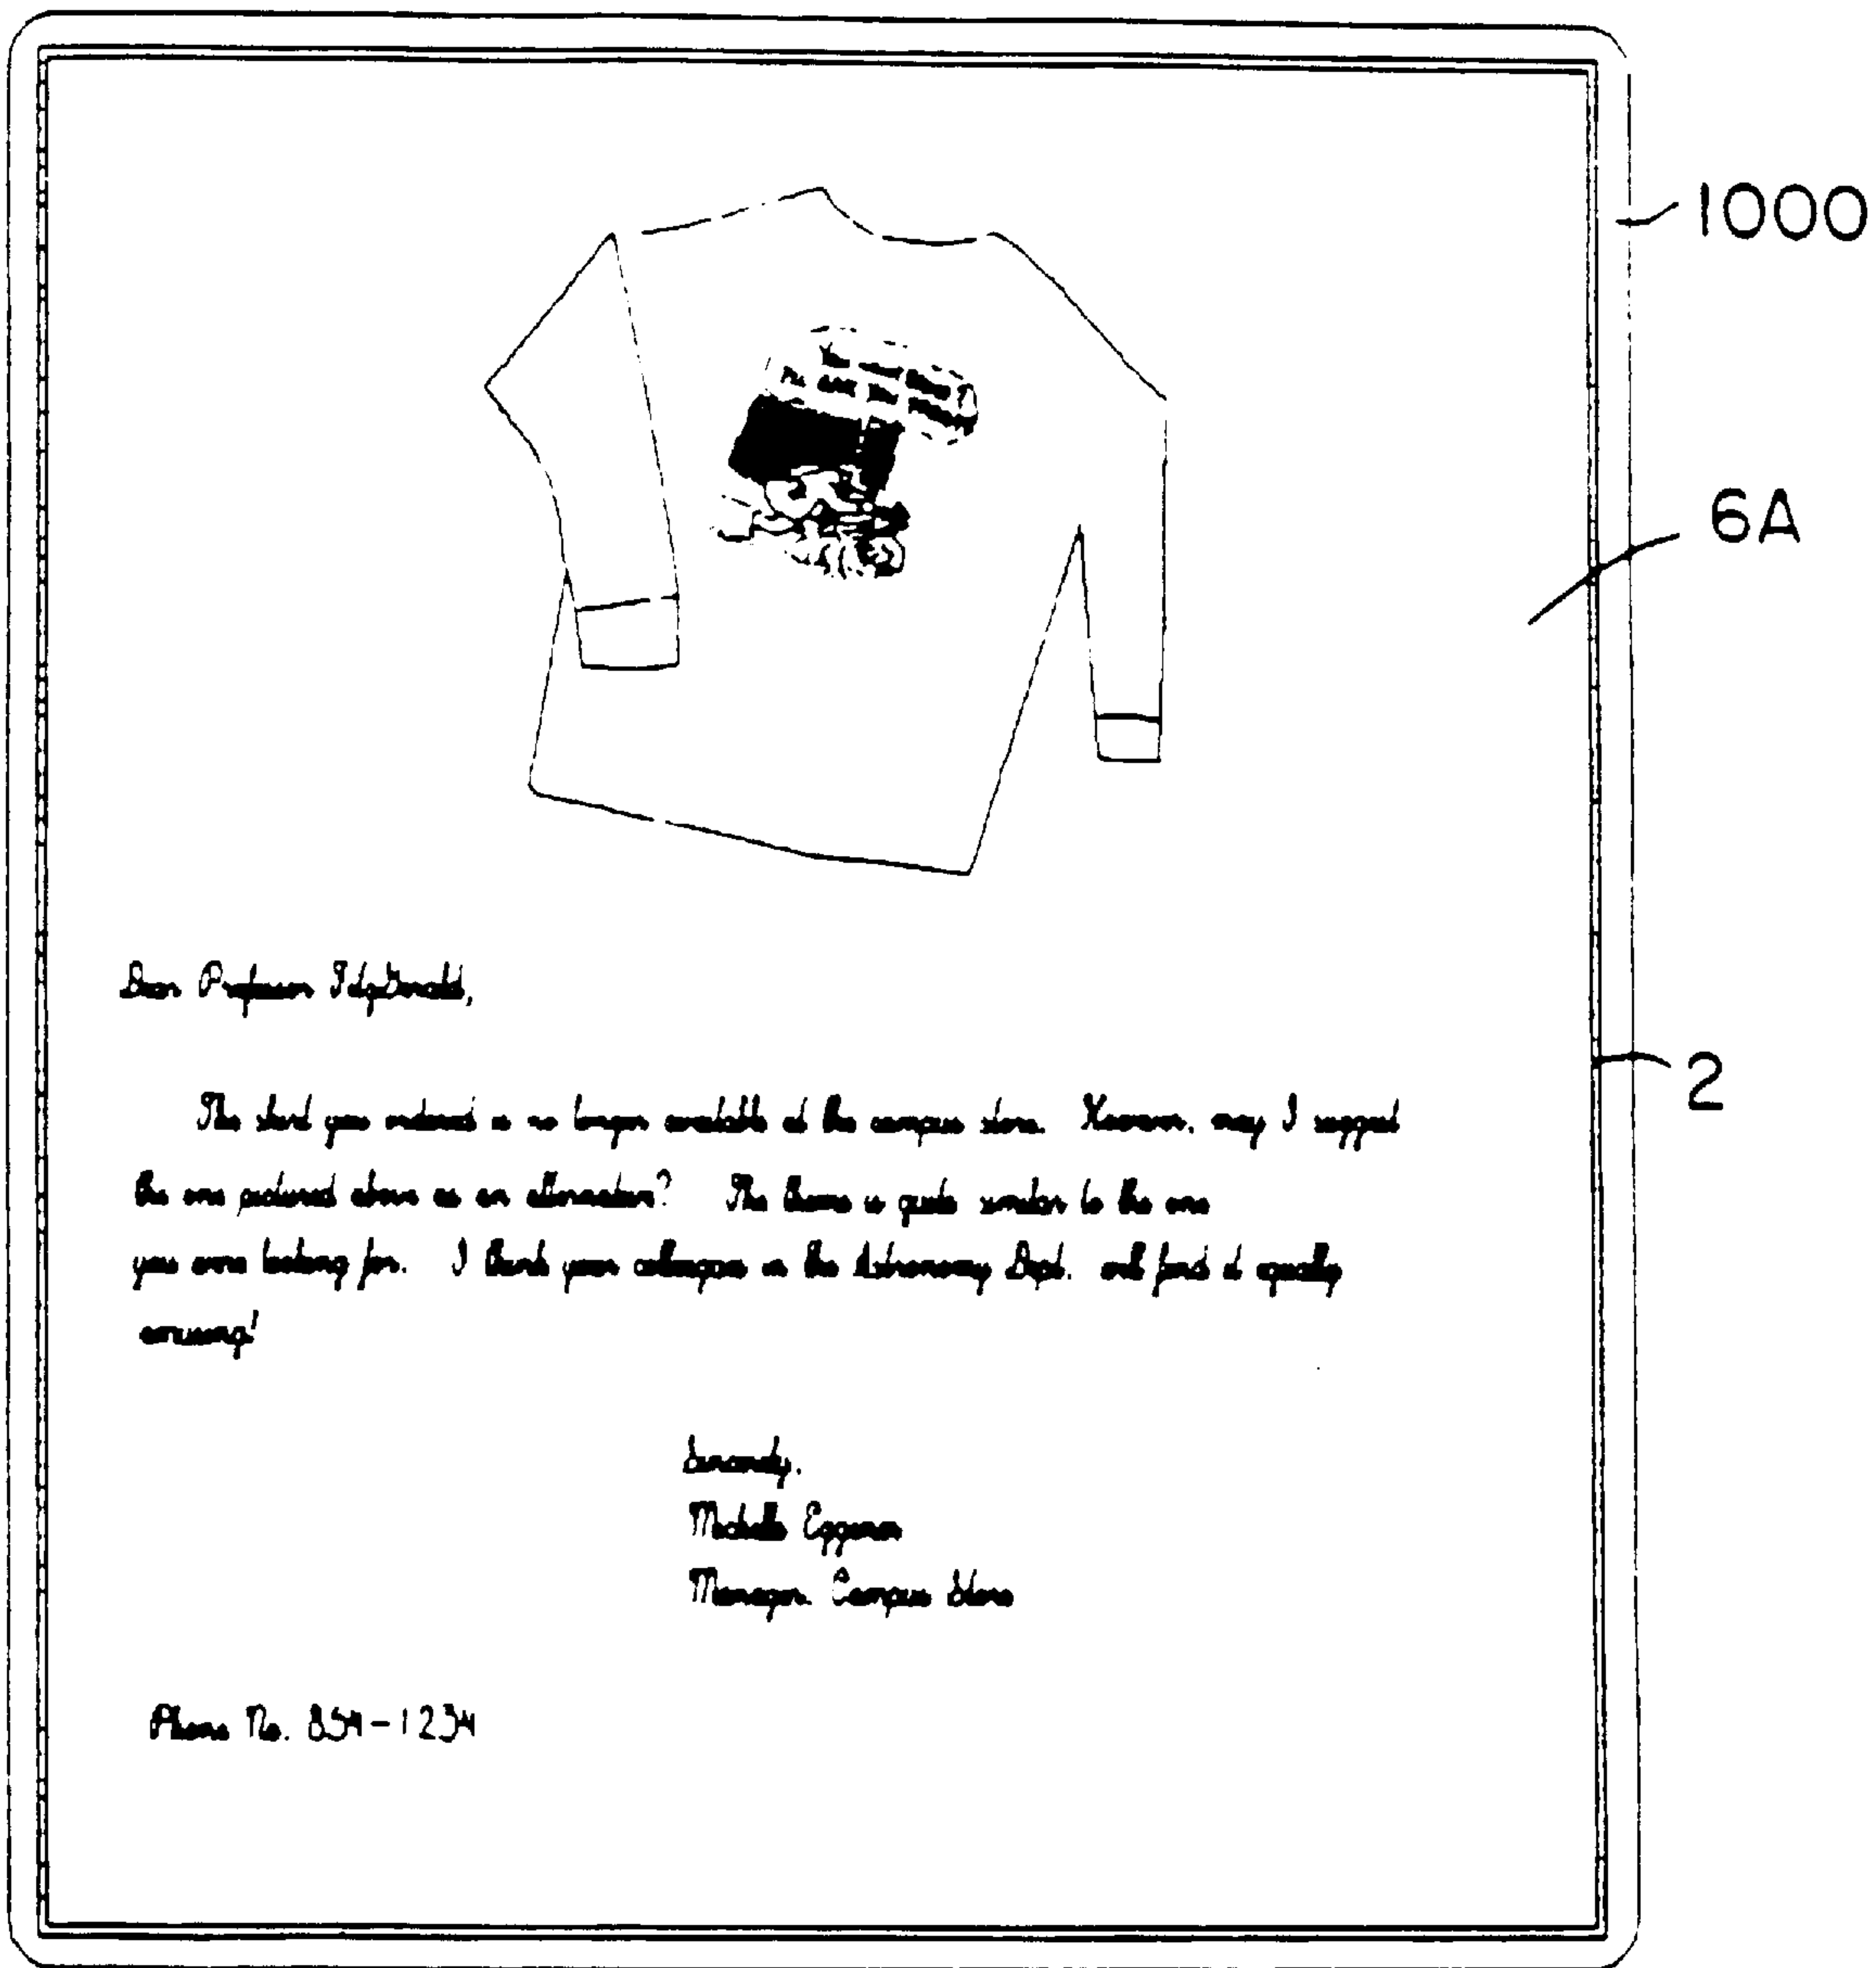 1000
6A
2
Dear Professor FitzDonald,
The shirt you ordered is no longer available at the campus store. However, may I suggest
the one pictured above as an alternative? The theme is quite similar to the one
you were looking for. I think your colleagues in the Astronomy Dept. will find it equally
amusing!
Sincerely,
Michelle
Manager Campus Store
Phone No. 854-1234